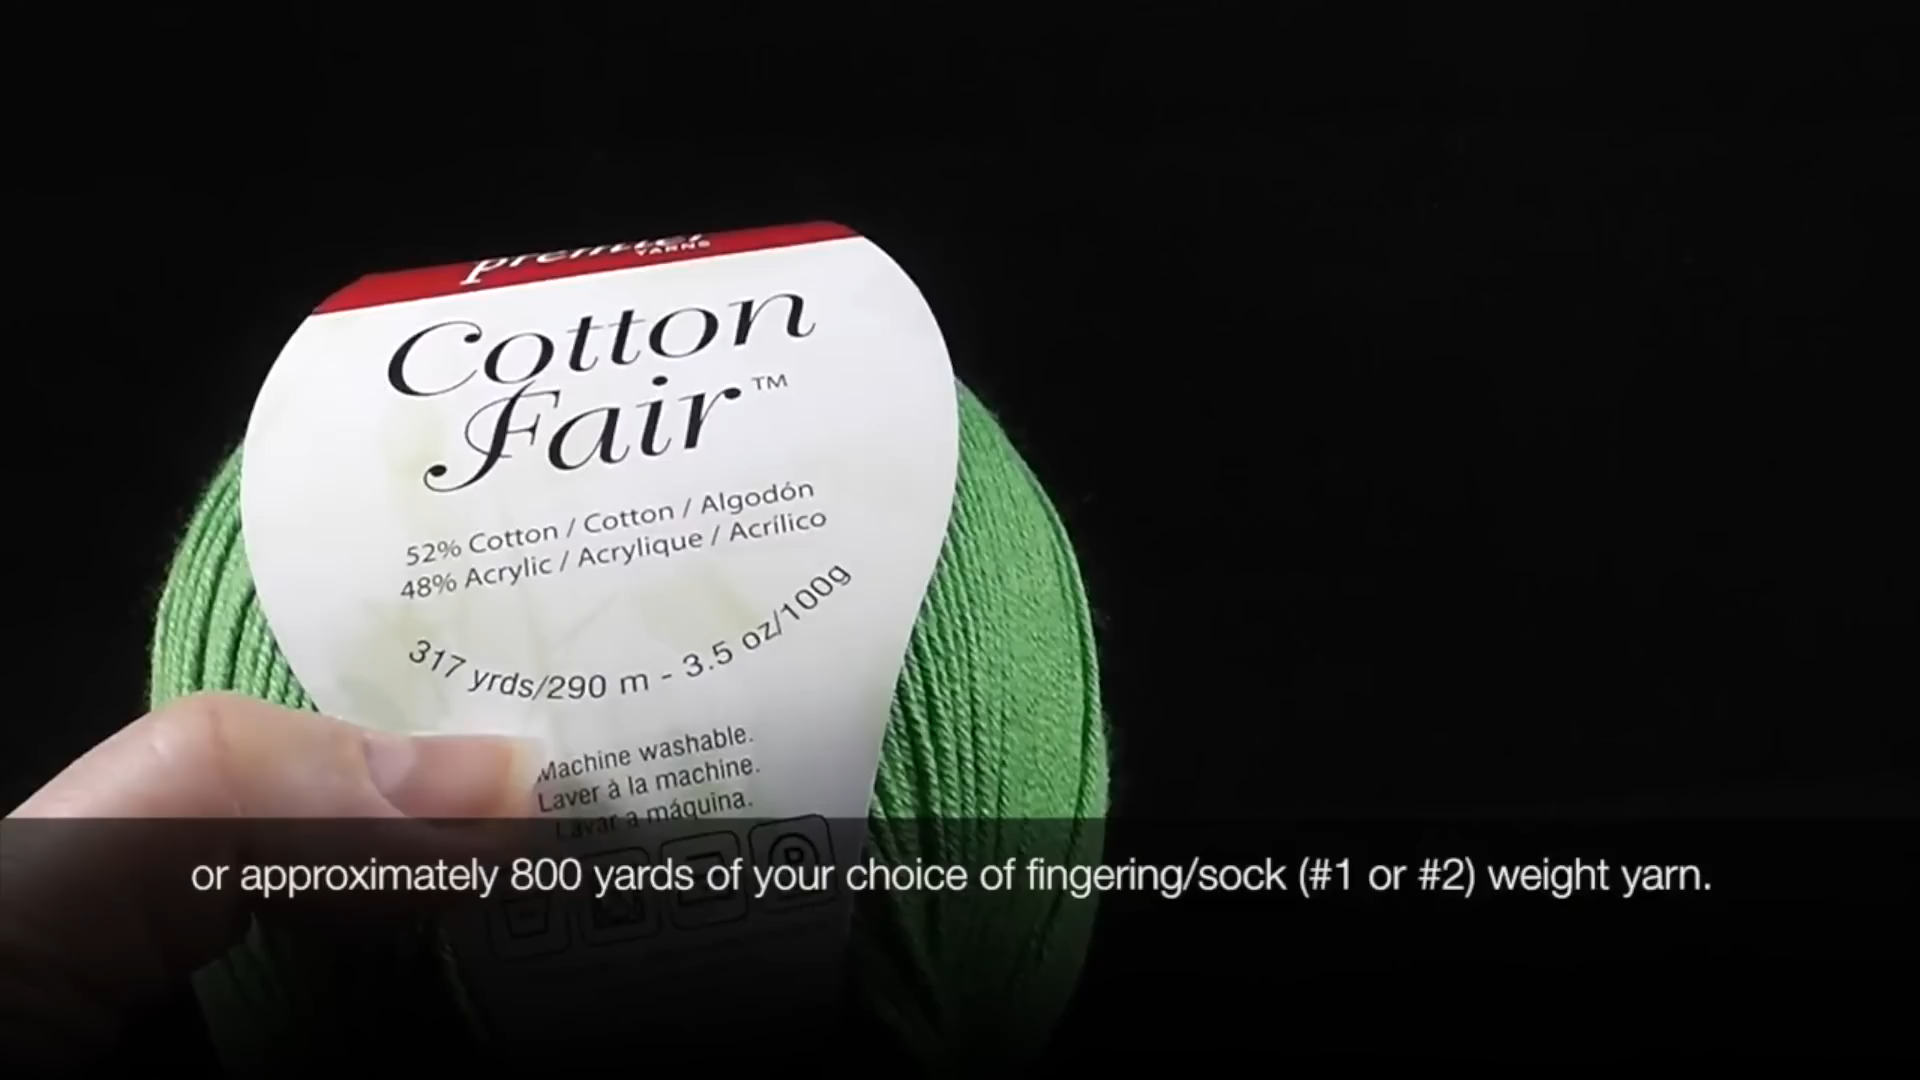 premier
YARNS
Cotton
Fair™
52% Cotton / Cotton / Algodón
48% Acrylic / Acrylique / Acrílico
317 yrds/290 m - 3.5 oz/100g
Machine washable.
Laver à la machine.
Lavar a máquina.
P
or approximately 800 yards of your choice of fingering/sock (#1 or #2) weight yarn.